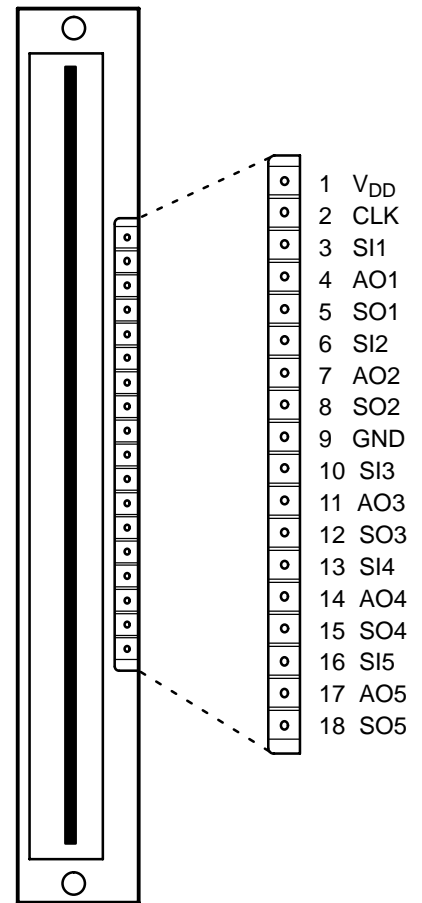 1 VDD
2 CLK
3 SI1
4 AO1
5 SO1
6 SI2
7 AO2
8 SO2
9 GND
10 SI3
11 AO3
12 SO3
13 SI4
14 AO4
15 SO4
16 SI5
17 AO5
18 SO5